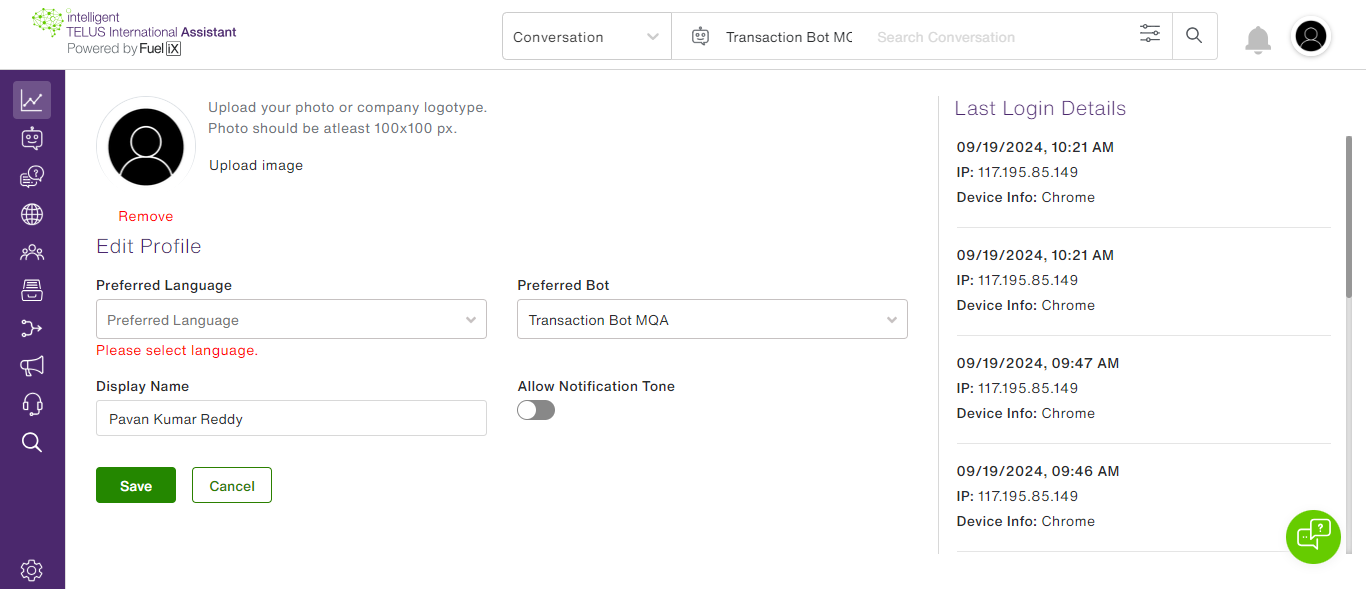 intelligent
TELUS International Assistant
Powered by Fuel iX
Conversation
Transaction Bot MC
Search Conversation
Upload your photo or company logotype.
Photo should be atleast 100x100 px.
Upload image
Remove
Edit Profile
Preferred Language
Preferred Language
Please select language.
Preferred Bot
Transaction Bot MQA
Display Name
Pavan Kumar Reddy
Allow Notification Tone
Save
Cancel
Last Login Details
09/19/2024, 10:21 AM
IP: 117.195.85.149
Device Info: Chrome
09/19/2024, 10:21 AM
IP: 117.195.85.149
Device Info: Chrome
09/19/2024, 09:47 AM
IP: 117.195.85.149
Device Info: Chrome
09/19/2024, 09:46 AM
IP: 117.195.85.149
Device Info: Chrome